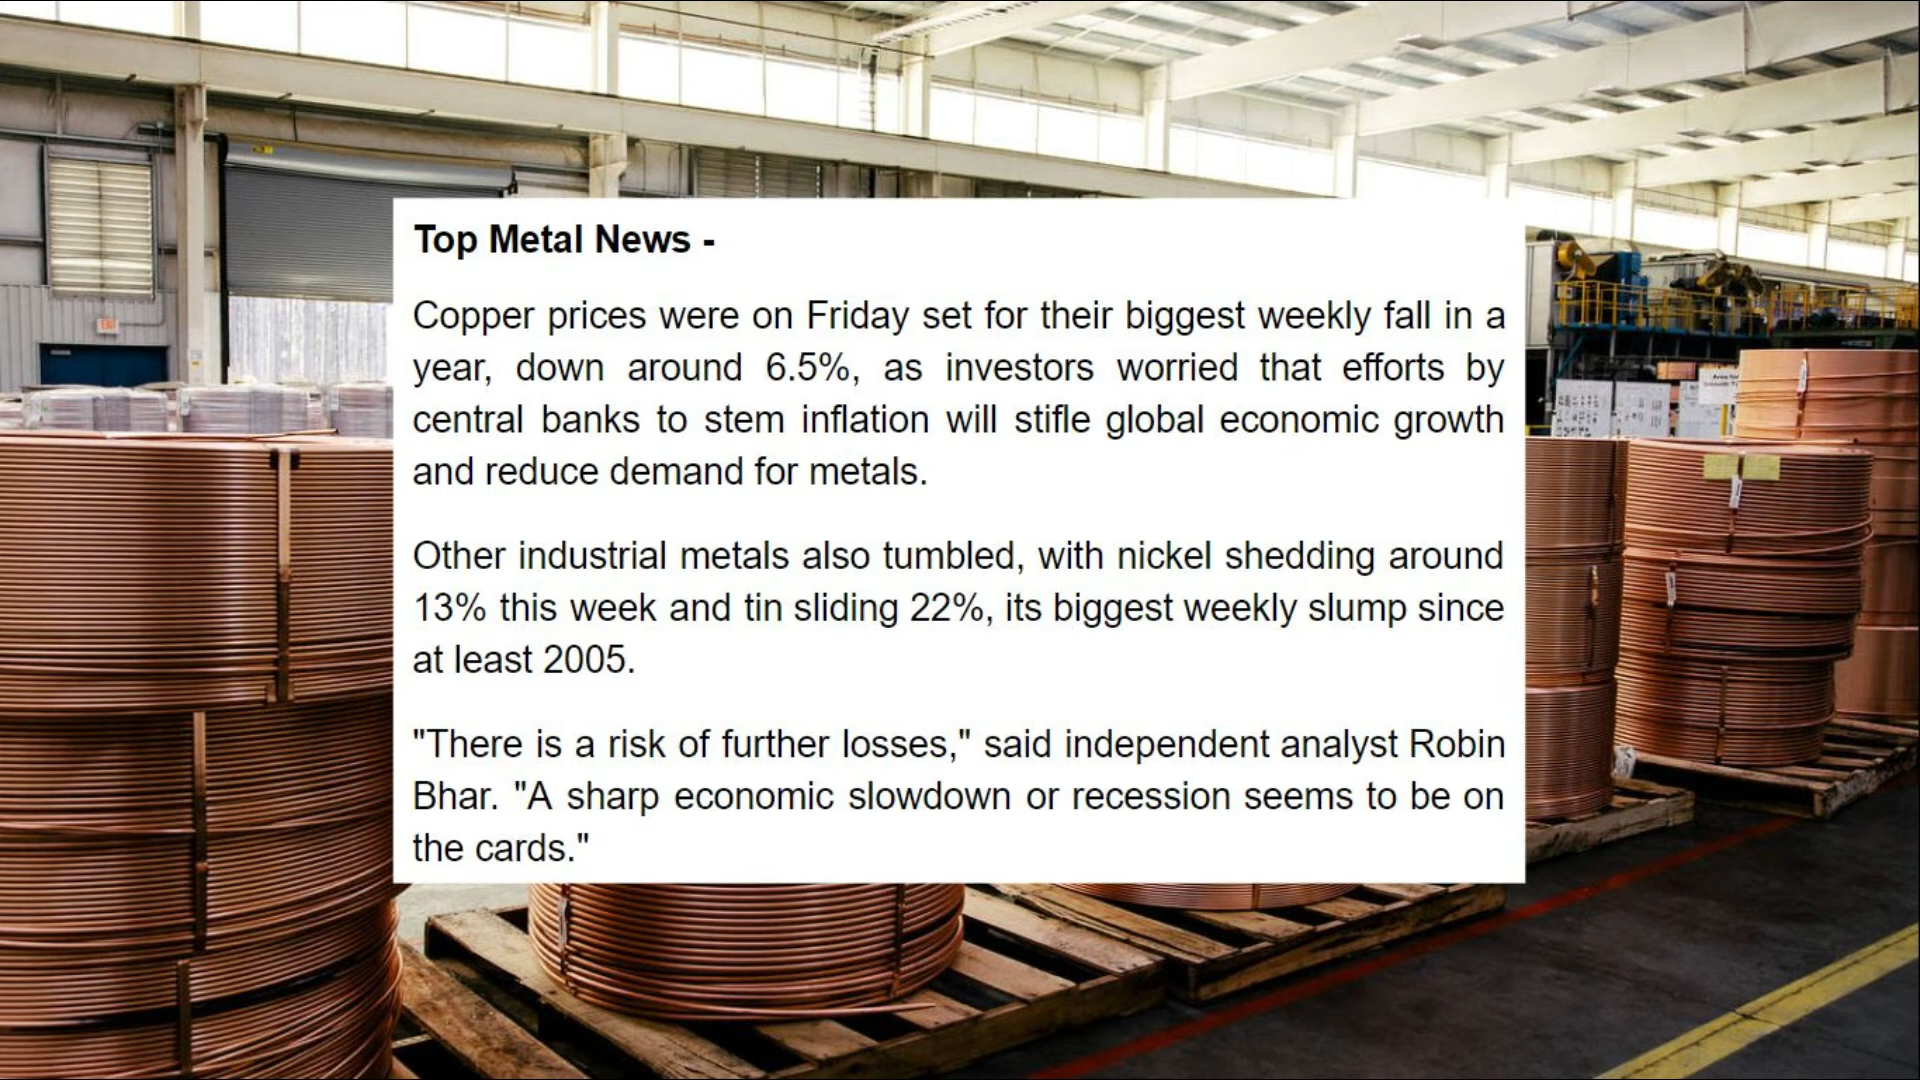 Top Metal News -
Copper prices were on Friday set for their biggest weekly fall in a
year, down around 6.5%, as investors worried that efforts by
central banks to stem inflation will stifle global economic growth
and reduce demand for metals.
Other industrial metals also tumbled, with nickel shedding around
13% this week and tin sliding 22%, its biggest weekly slump since
at least 2005.
"There is a risk of further losses," said independent analyst Robin
Bhar. "A sharp economic slowdown or recession seems to be on
the cards."
EXIT